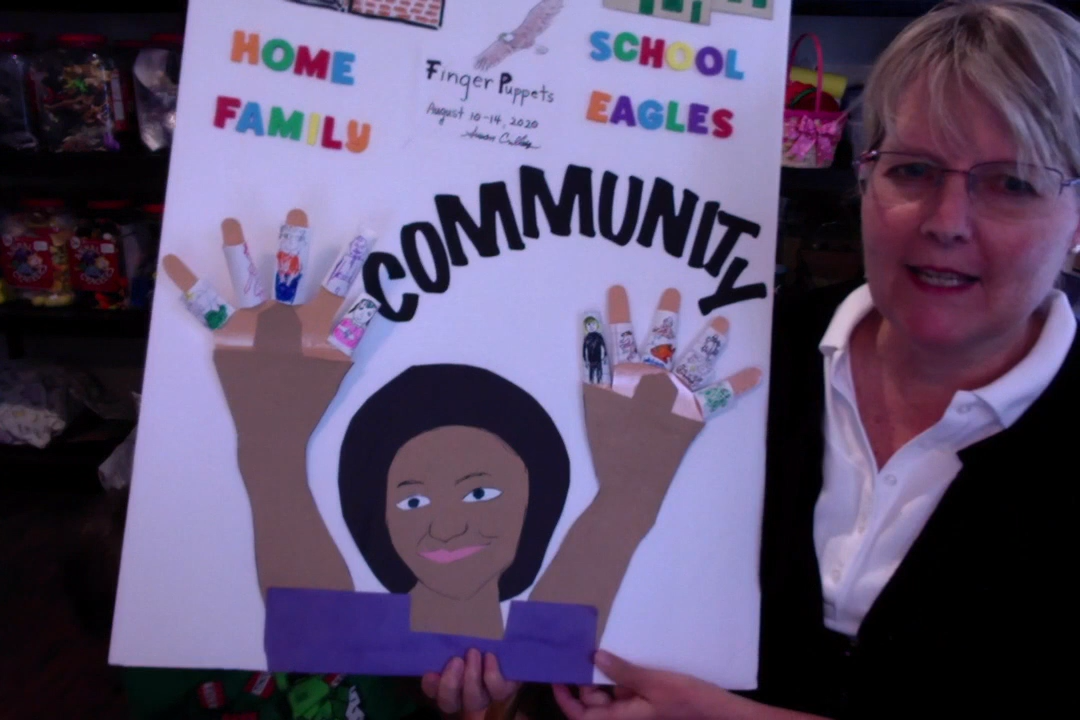 HOME
FAMILY
Finger Puppets
August 10-14, 2020
SCHOOL
EAGLES
COMMUNITY